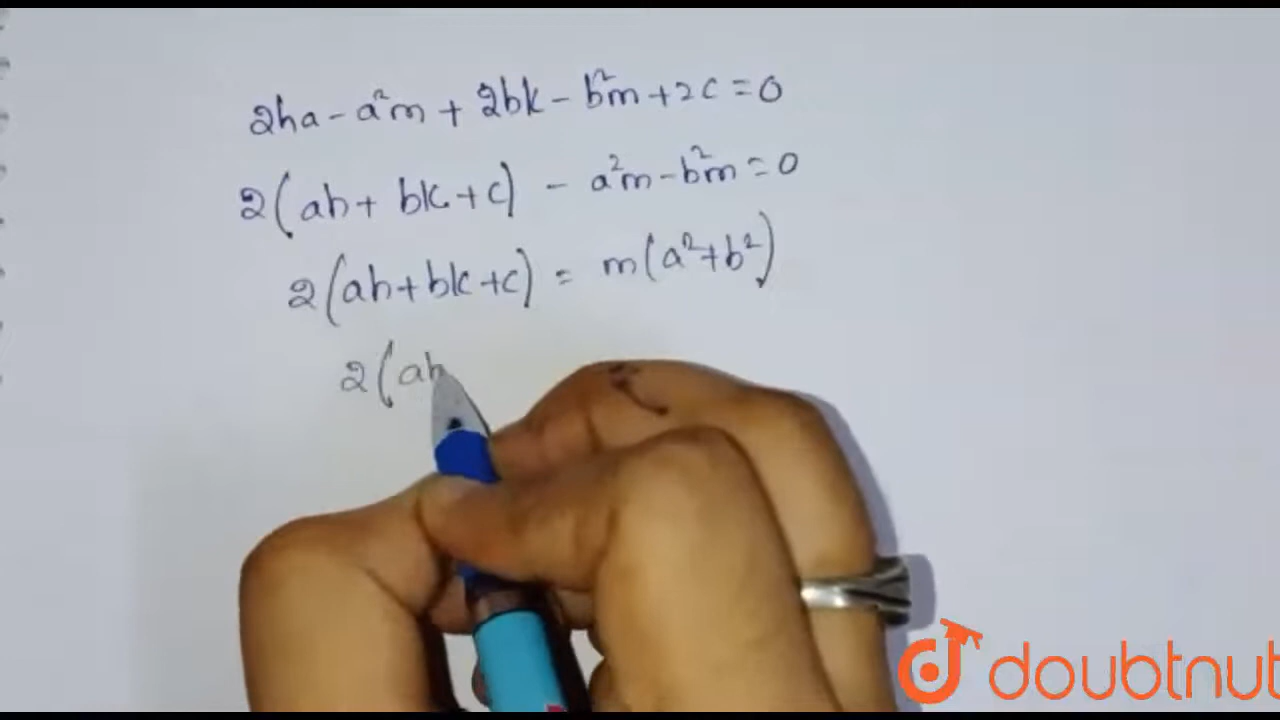 2ha - a²m + 2bk - b²m + 2c = 0
2(ah + bk + c) - a²m - b²m = 0
2(ah + bk + c) = m(a² + b²)
2(ah
doubtnut